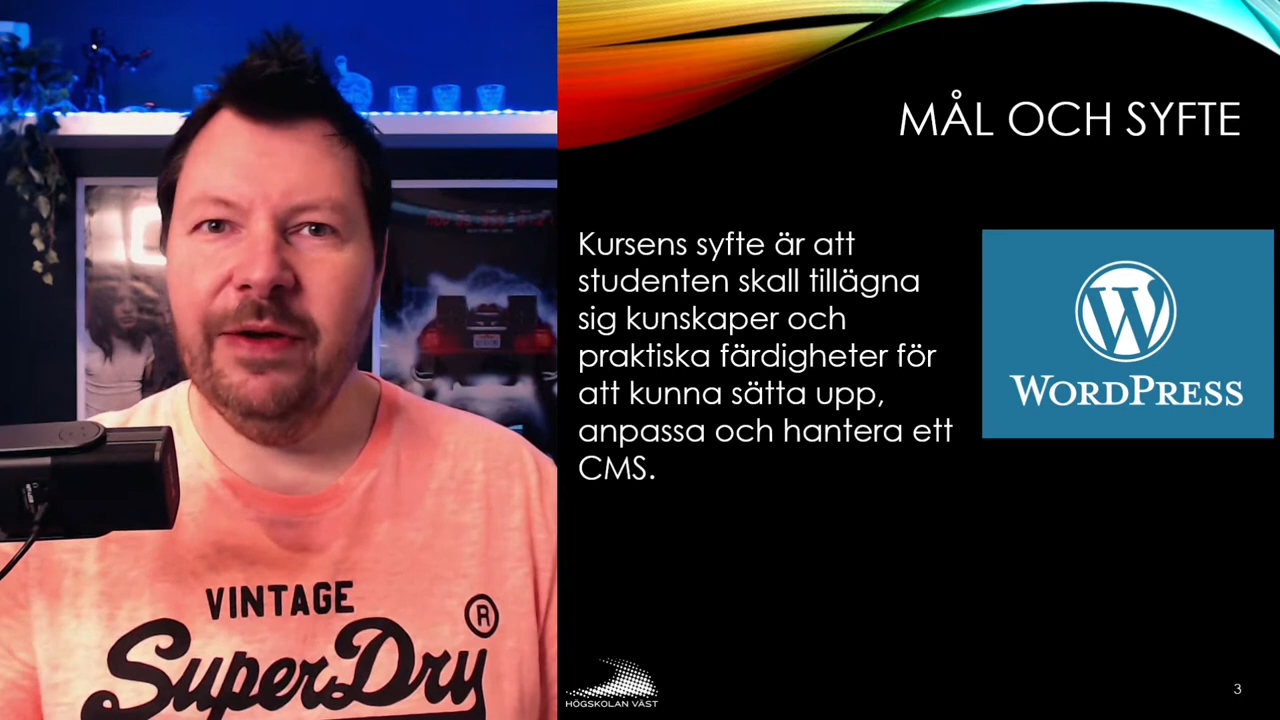 MÅL OCH SYFTE
Kursens syfte är att
studenten skall tillägna
sig kunskaper och
praktiska färdigheter för
att kunna sätta upp,
anpassa och hantera ett
CMS.
WORDPRESS
VINTAGE
SuperDry
®
HÖGSKOLAN VÄST
3